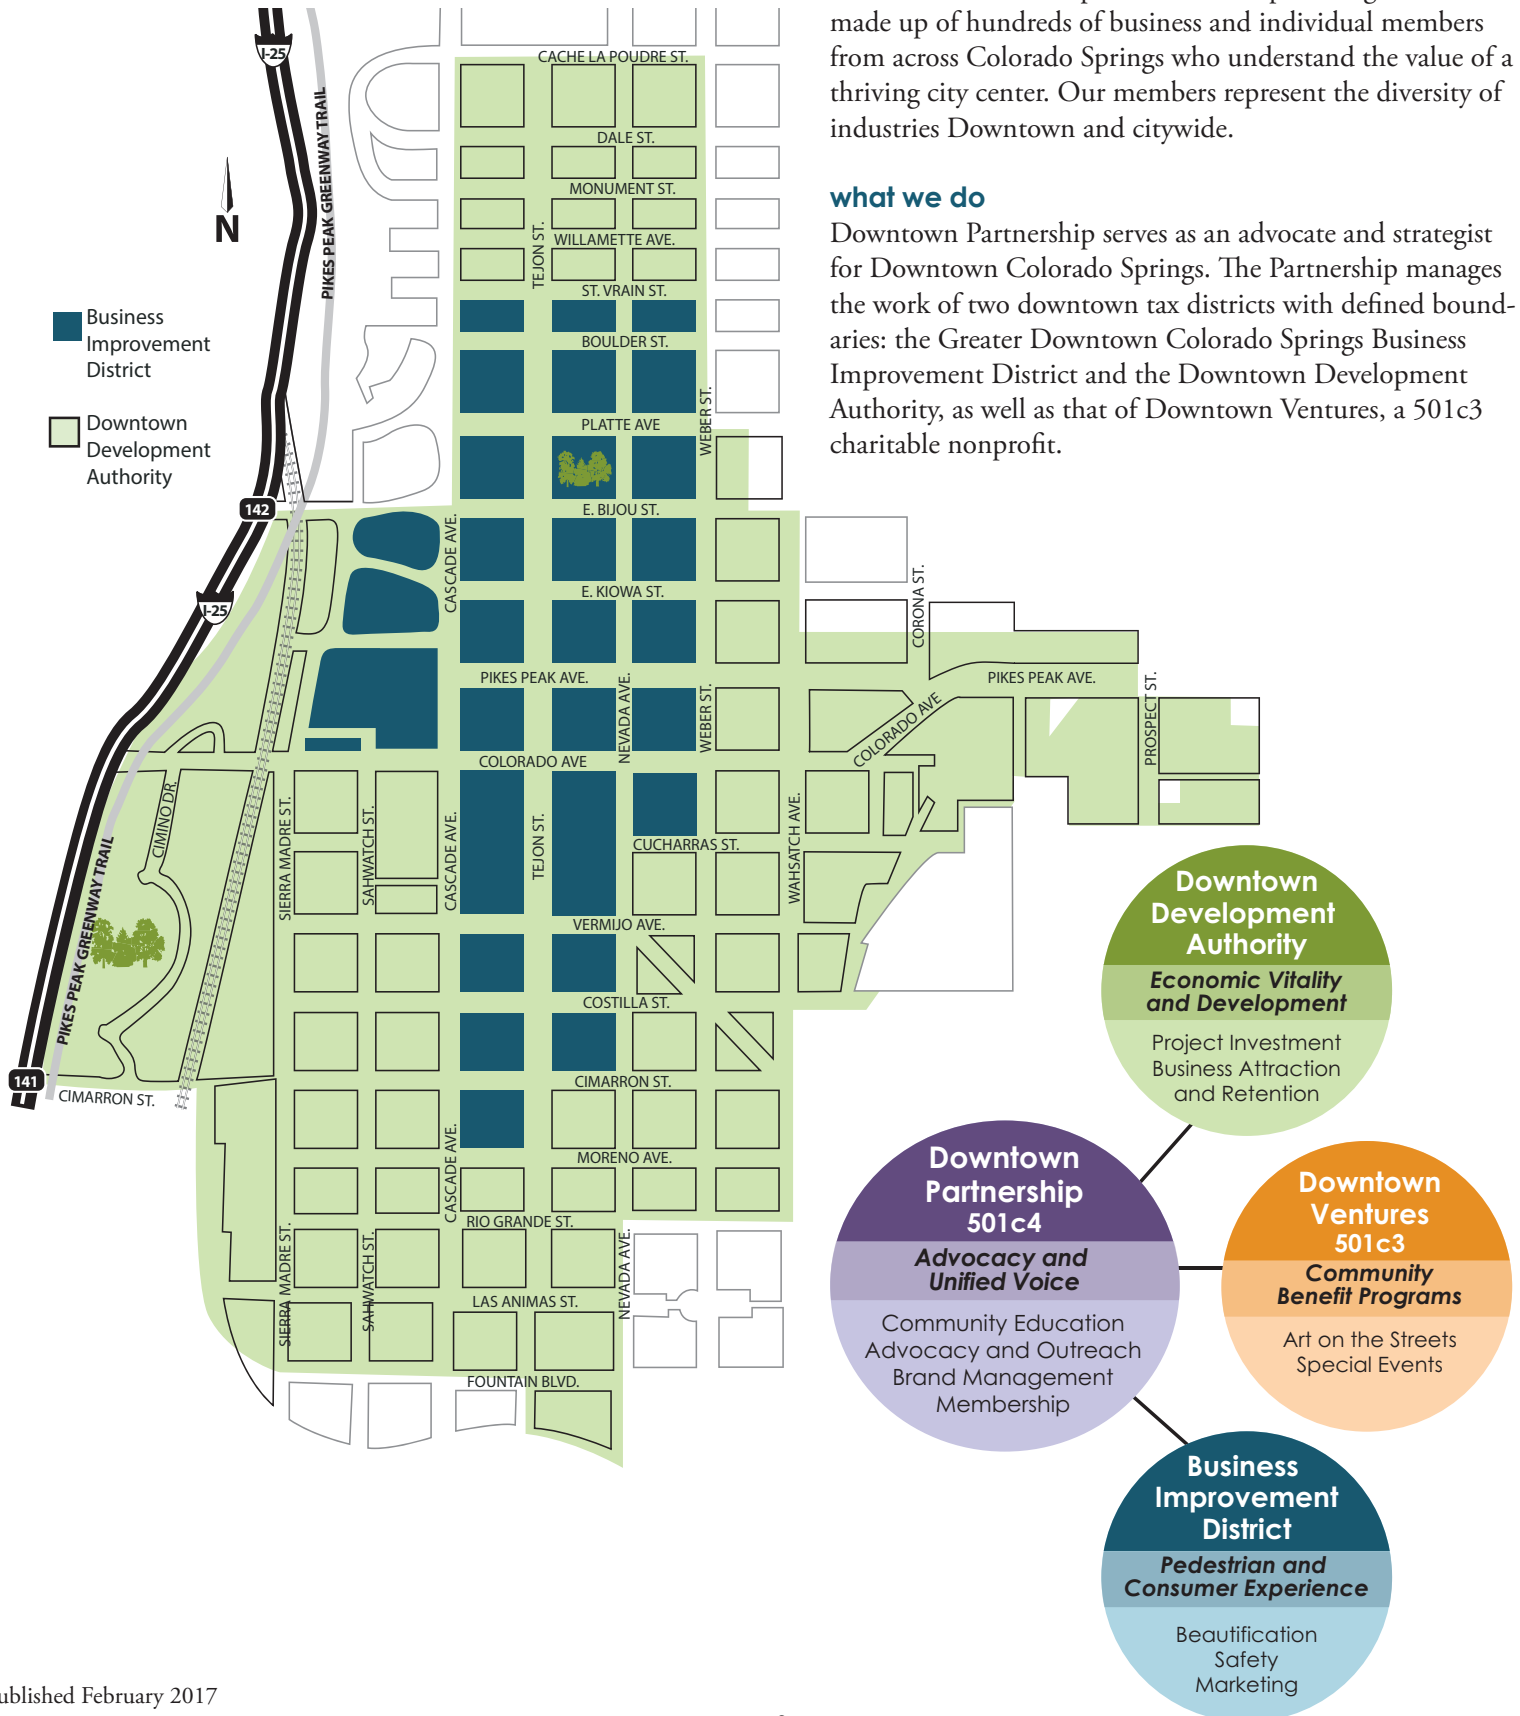 made up of hundreds of business and individual members
from across Colorado Springs who understand the value of a
thriving city center. Our members represent the diversity of
industries Downtown and citywide.
what we do
Downtown Partnership serves as an advocate and strategist
for Downtown Colorado Springs. The Partnership manages
the work of two downtown tax districts with defined bound-
aries: the Greater Downtown Colorado Springs Business
Improvement District and the Downtown Development
Authority, as well as that of Downtown Ventures, a 501c3
charitable nonprofit.
I-25
PIKES PEAK GREENWAY TRAIL
N
Business
Improvement
District
Downtown
Development
Authority
CACHE LA POUDRE ST.
DALE ST.
MONUMENT ST.
WILLAMETTE AVE.
TEJON ST.
ST. VRAIN ST.
BOULDER ST.
WEBER ST.
PLATTE AVE
E. BIJOU ST.
142
CASCADE AVE.
E. KIOWA ST.
CORONA ST.
I-25
PIKES PEAK AVE.
NEVADA AVE.
WEBER ST.
PIKES PEAK AVE.
COLORADO AVE
PROSPECT ST.
COLORADO AVE
CIMINO DR.
SIERRA MADRE ST.
SAHWATCH ST.
CASCADE AVE.
TEJON ST.
WAHSATCH AVE.
CUCHARRAS ST.
PIKES PEAK GREENWAY TRAIL
VERMIJO AVE.
COSTILLA ST.
141
CIMARRON ST.
CIMARRON ST.
CASCADE AVE.
MORENO AVE.
RIO GRANDE ST.
SIERRA MADRE ST.
SAHWATCH ST.
NEVADA AVE.
LAS ANIMAS ST.
FOUNTAIN BLVD.
Downtown
Development
Authority
Economic Vitality
and Development
Project Investment
Business Attraction
and Retention
Downtown
Partnership
501c4
Advocacy and
Unified Voice
Community Education
Advocacy and Outreach
Brand Management
Membership
Downtown
Ventures
501c3
Community
Benefit Programs
Art on the Streets
Special Events
Business
Improvement
District
Pedestrian and
Consumer Experience
Beautification
Safety
Marketing
ublished February 2017